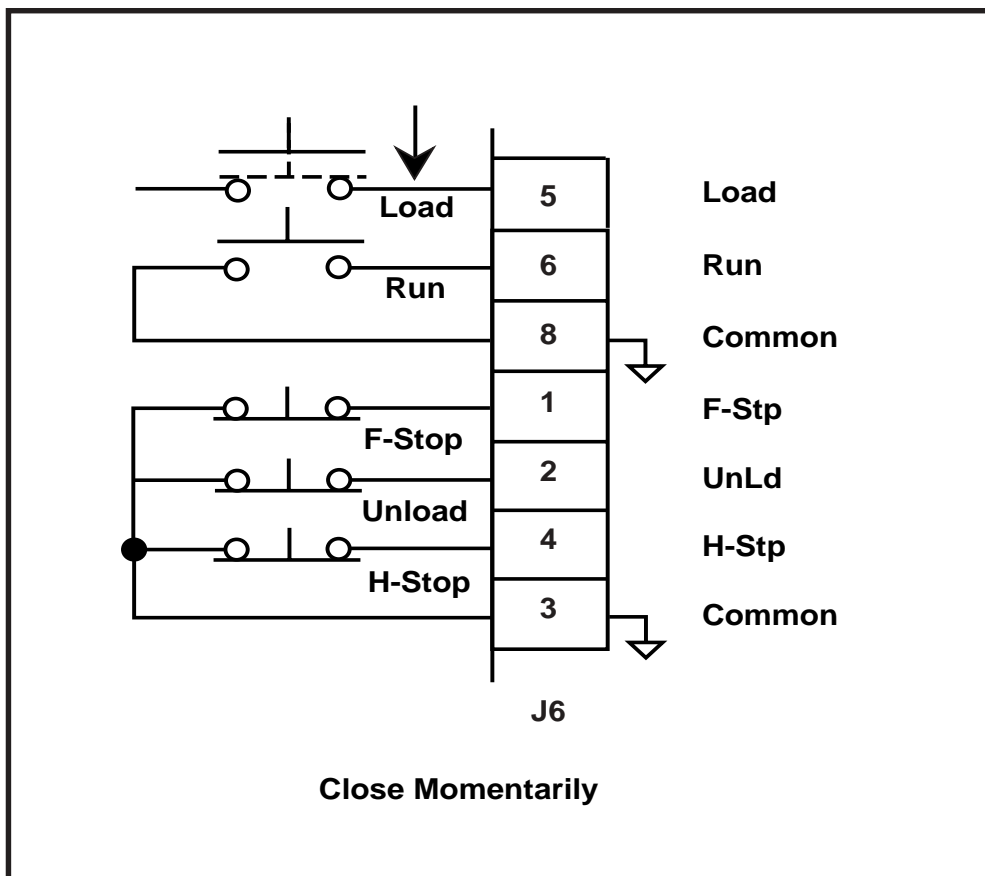 5 Load
Load
6 Run
Run
8 Common
1 F-Stp
F-Stop
2 UnLd
Unload
4 H-Stp
H-Stop
3 Common
J6
Close Momentarily